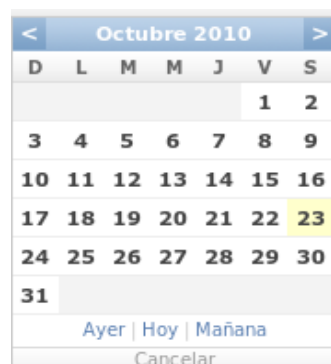 < Octubre 2010 >
D L M M J V S
1 2
3 4 5 6 7 8 9
10 11 12 13 14 15 16
17 18 19 20 21 22 23
24 25 26 27 28 29 30
31
Ayer | Hoy | Mañana
Cancelar